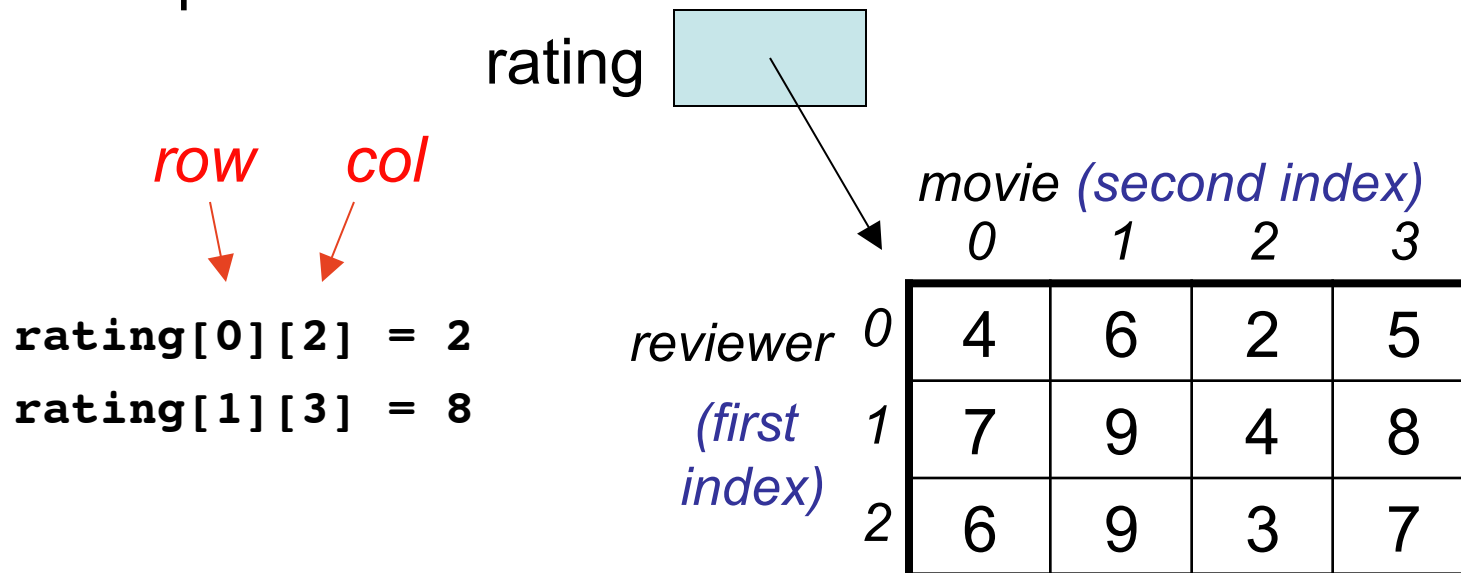 rating
row col
movie (second index)
0 1 2 3
rating[0][2] = 2
rating[1][3] = 8
reviewer 0 4 6 2 5
(first 1 7 9 4 8
index)
2 6 9 3 7